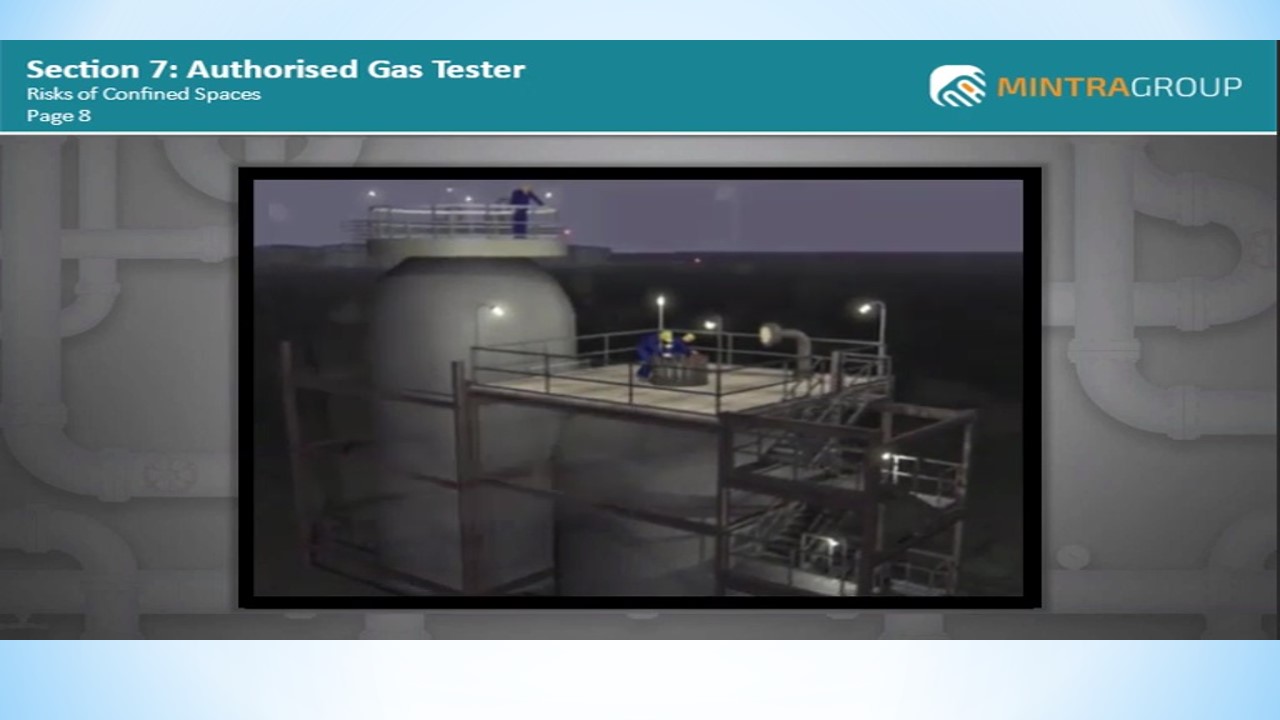 Section 7: Authorised Gas Tester
Risks of Confined Spaces
Page 8
MINTRAGROUP